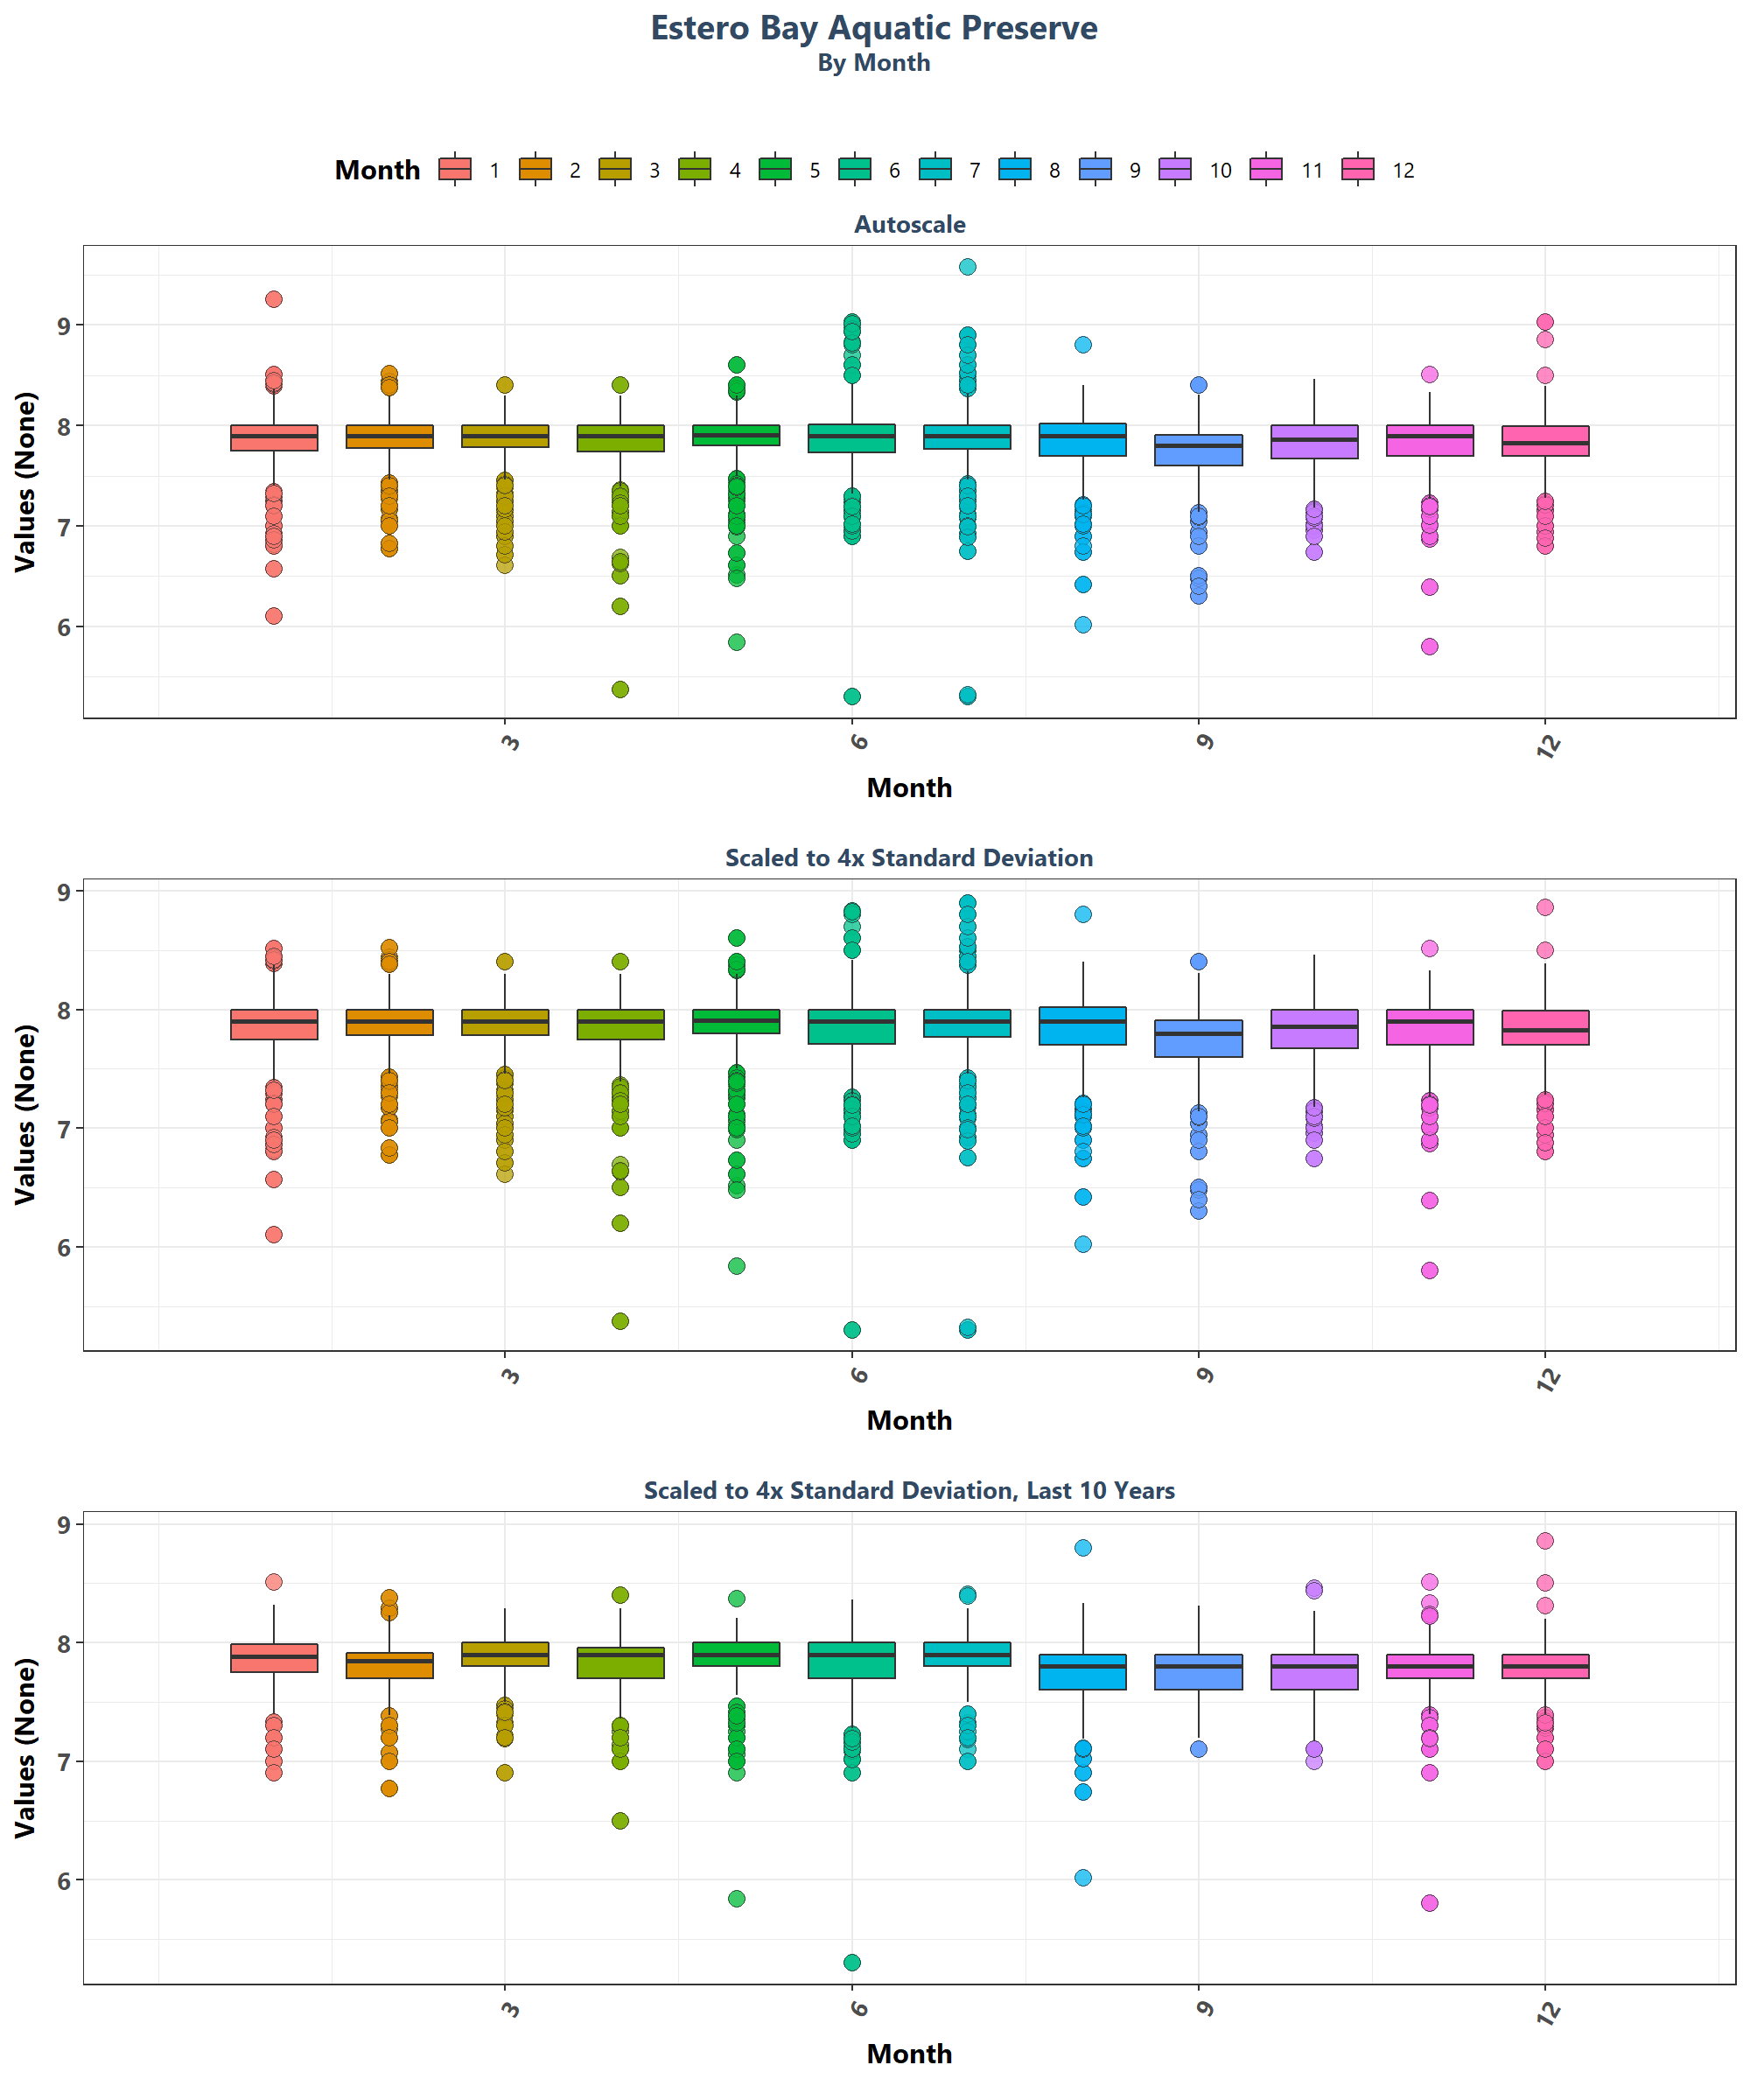 Estero Bay Aquatic Preserve
By Month
Month 1 2 3 4 5 6 7 8 9 10 11 12
Autoscale
Values (None)
9
8
7
6
3 6 9 12
Month
Scaled to 4x Standard Deviation
Values (None)
9
8
7
6
3 6 9 12
Month
Scaled to 4x Standard Deviation, Last 10 Years
Values (None)
9
8
7
6
3 6 9 12
Month